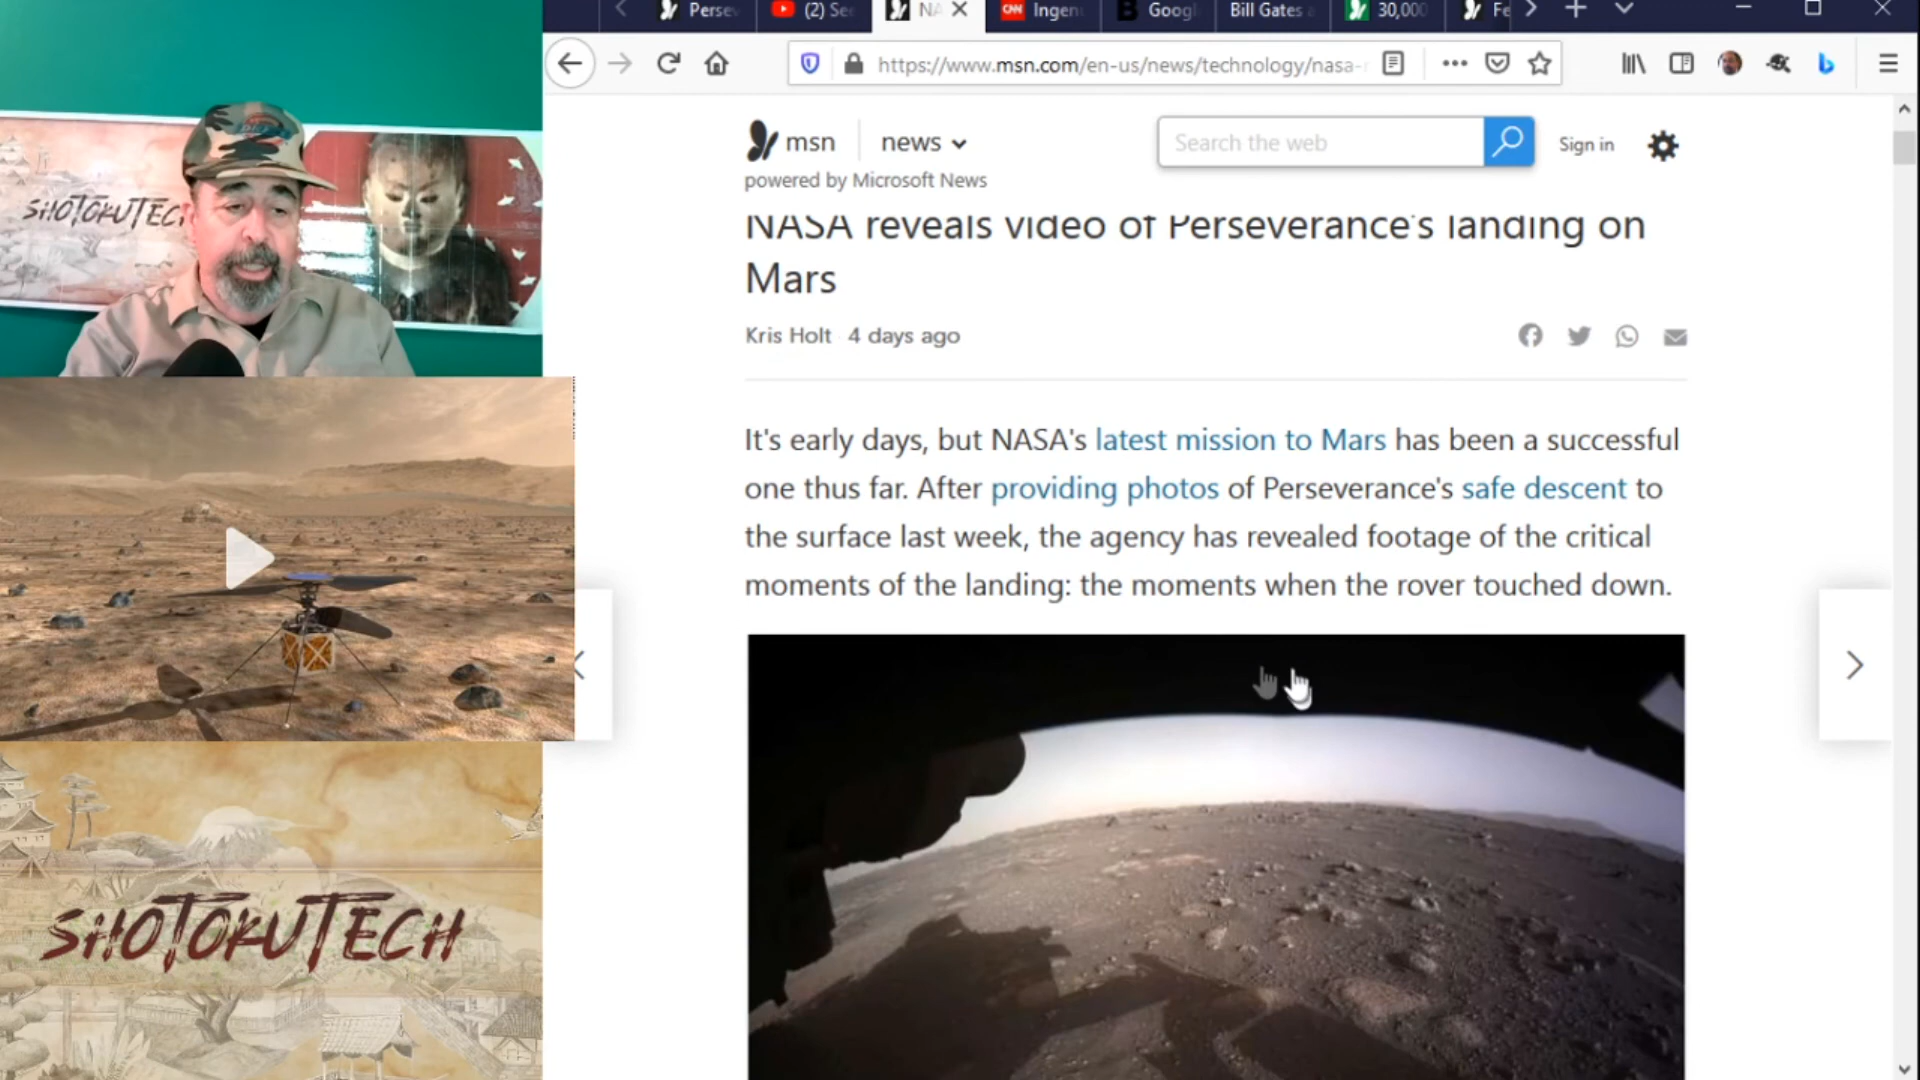 Persev
(2) See
NA
CNN
Ingen
Googl
Bill Gates a
30,000
Fe
https://www.msn.com/en-us/news/technology/nasa-
msn
news
Search the web
Sign in
powered by Microsoft News
NASA reveals video of Perseverance's landing on
Mars
Kris Holt 4 days ago
It's early days, but NASA's latest mission to Mars has been a successful
one thus far. After providing photos of Perseverance's safe descent to
the surface last week, the agency has revealed footage of the critical
moments of the landing: the moments when the rover touched down.
SHOTOKUTECH
SHOTOKUTECH